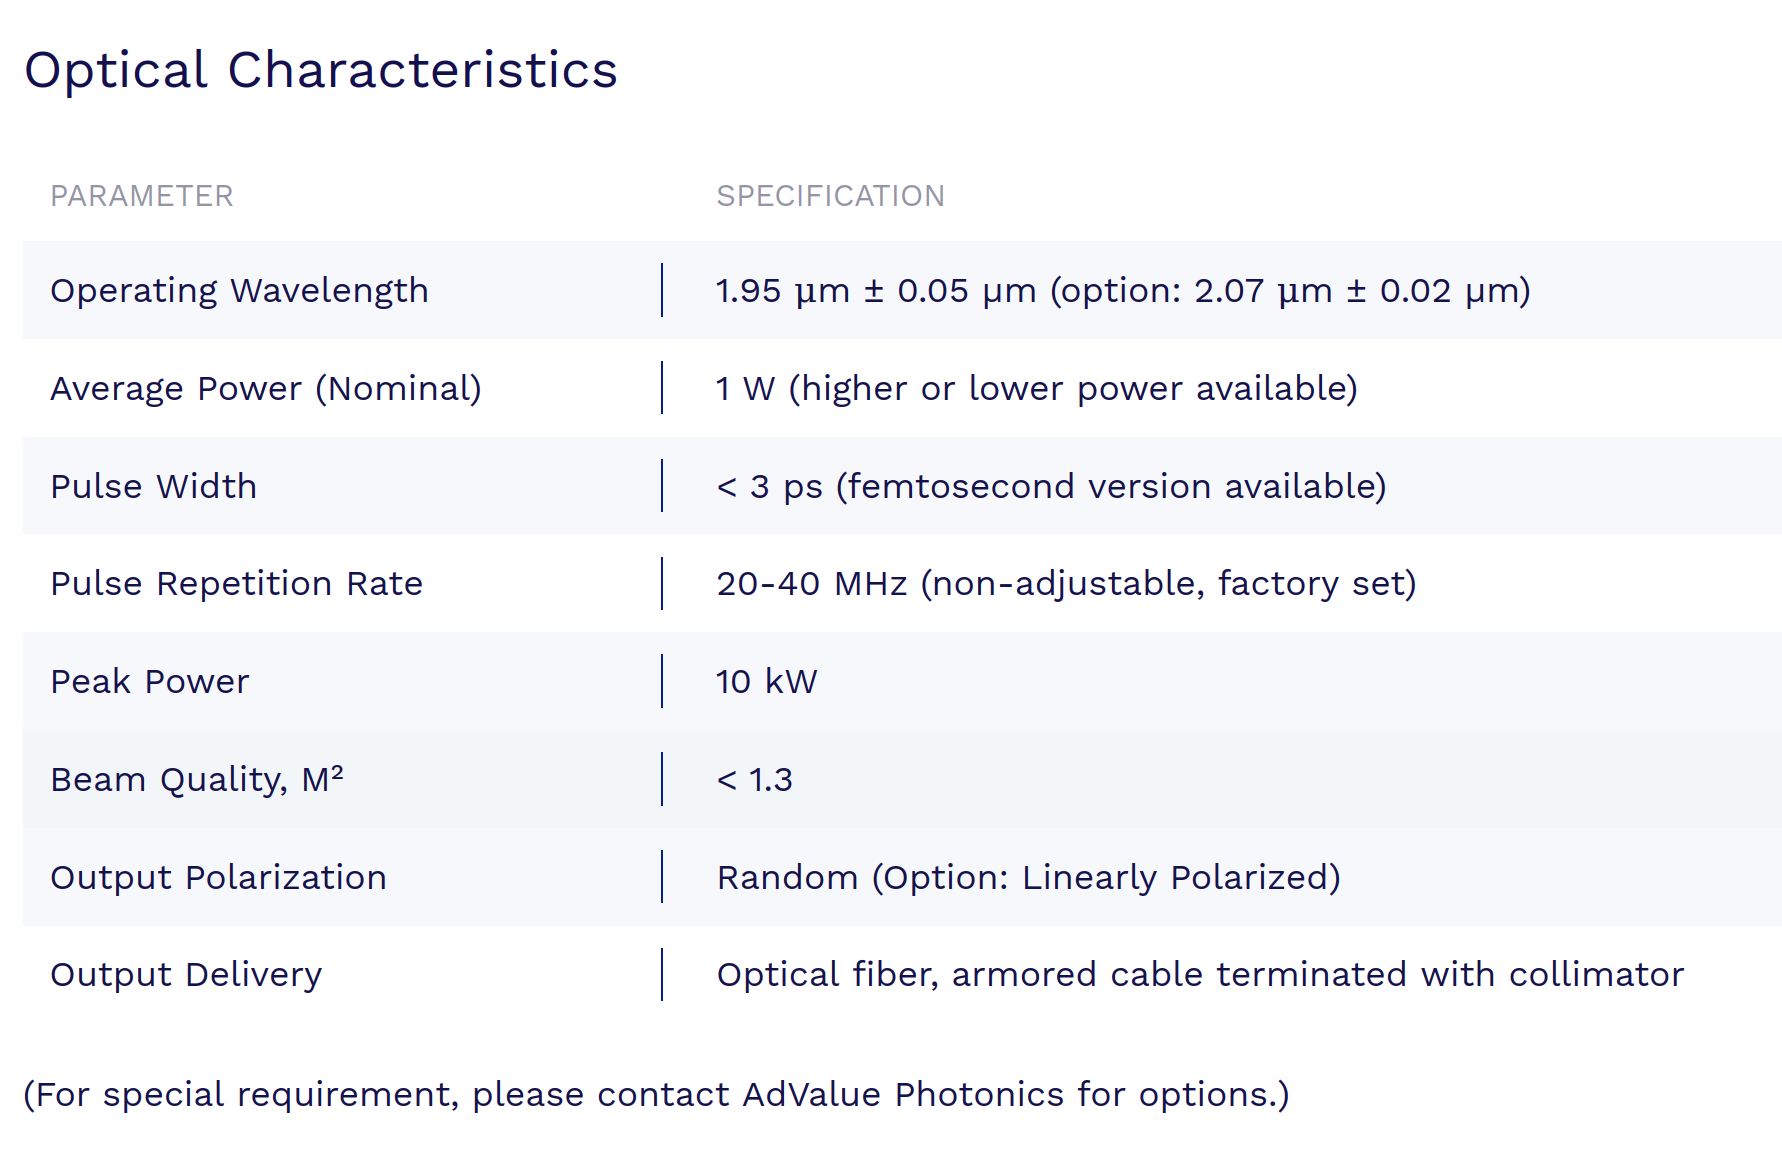 Optical Characteristics
PARAMETER SPECIFICATION
Operating Wavelength 1.95 µm ± 0.05 µm (option: 2.07 µm ± 0.02 µm)
Average Power (Nominal) 1 W (higher or lower power available)
Pulse Width < 3 ps (femtosecond version available)
Pulse Repetition Rate 20-40 MHz (non-adjustable, factory set)
Peak Power 10 kW
Beam Quality, M² < 1.3
Output Polarization Random (Option: Linearly Polarized)
Output Delivery Optical fiber, armored cable terminated with collimator
(For special requirement, please contact AdValue Photonics for options.)